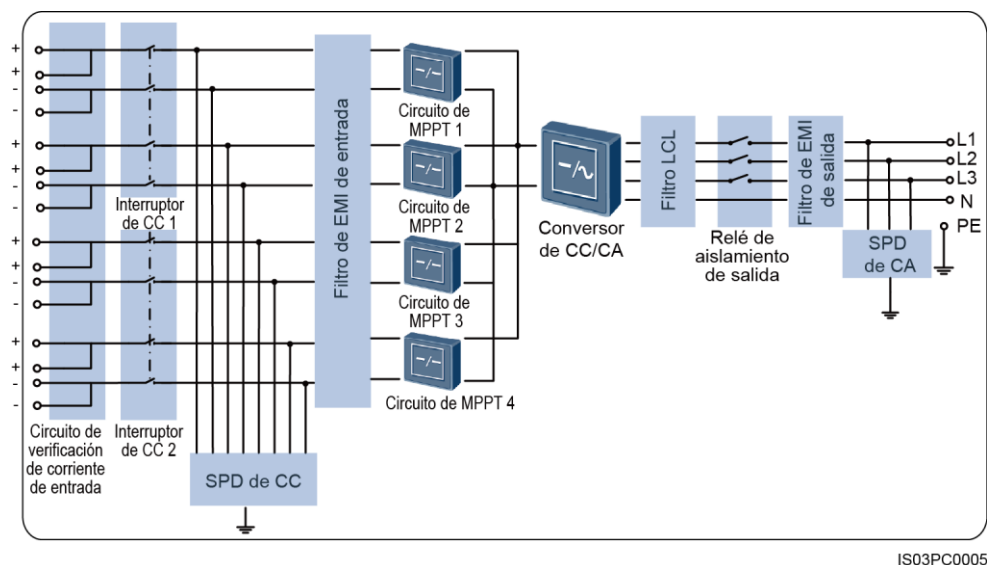 +
+
-
-
+
+
-
-
+
+
-
-
+
+
-
-
Circuito de
verificación
de corriente
de entrada
Interruptor
de CC 1
Interruptor
de CC 2
SPD de CC
Filtro de EMI de entrada
Circuito de
MPPT 1
Circuito de
MPPT 2
Circuito de
MPPT 3
Circuito de MPPT 4
Conversor
de CC/CA
Filtro LCL
Relé de
aislamiento
de salida
Filtro de EMI
de salida
SPD
de CA
L1
L2
L3
N
PE
IS03PC0005